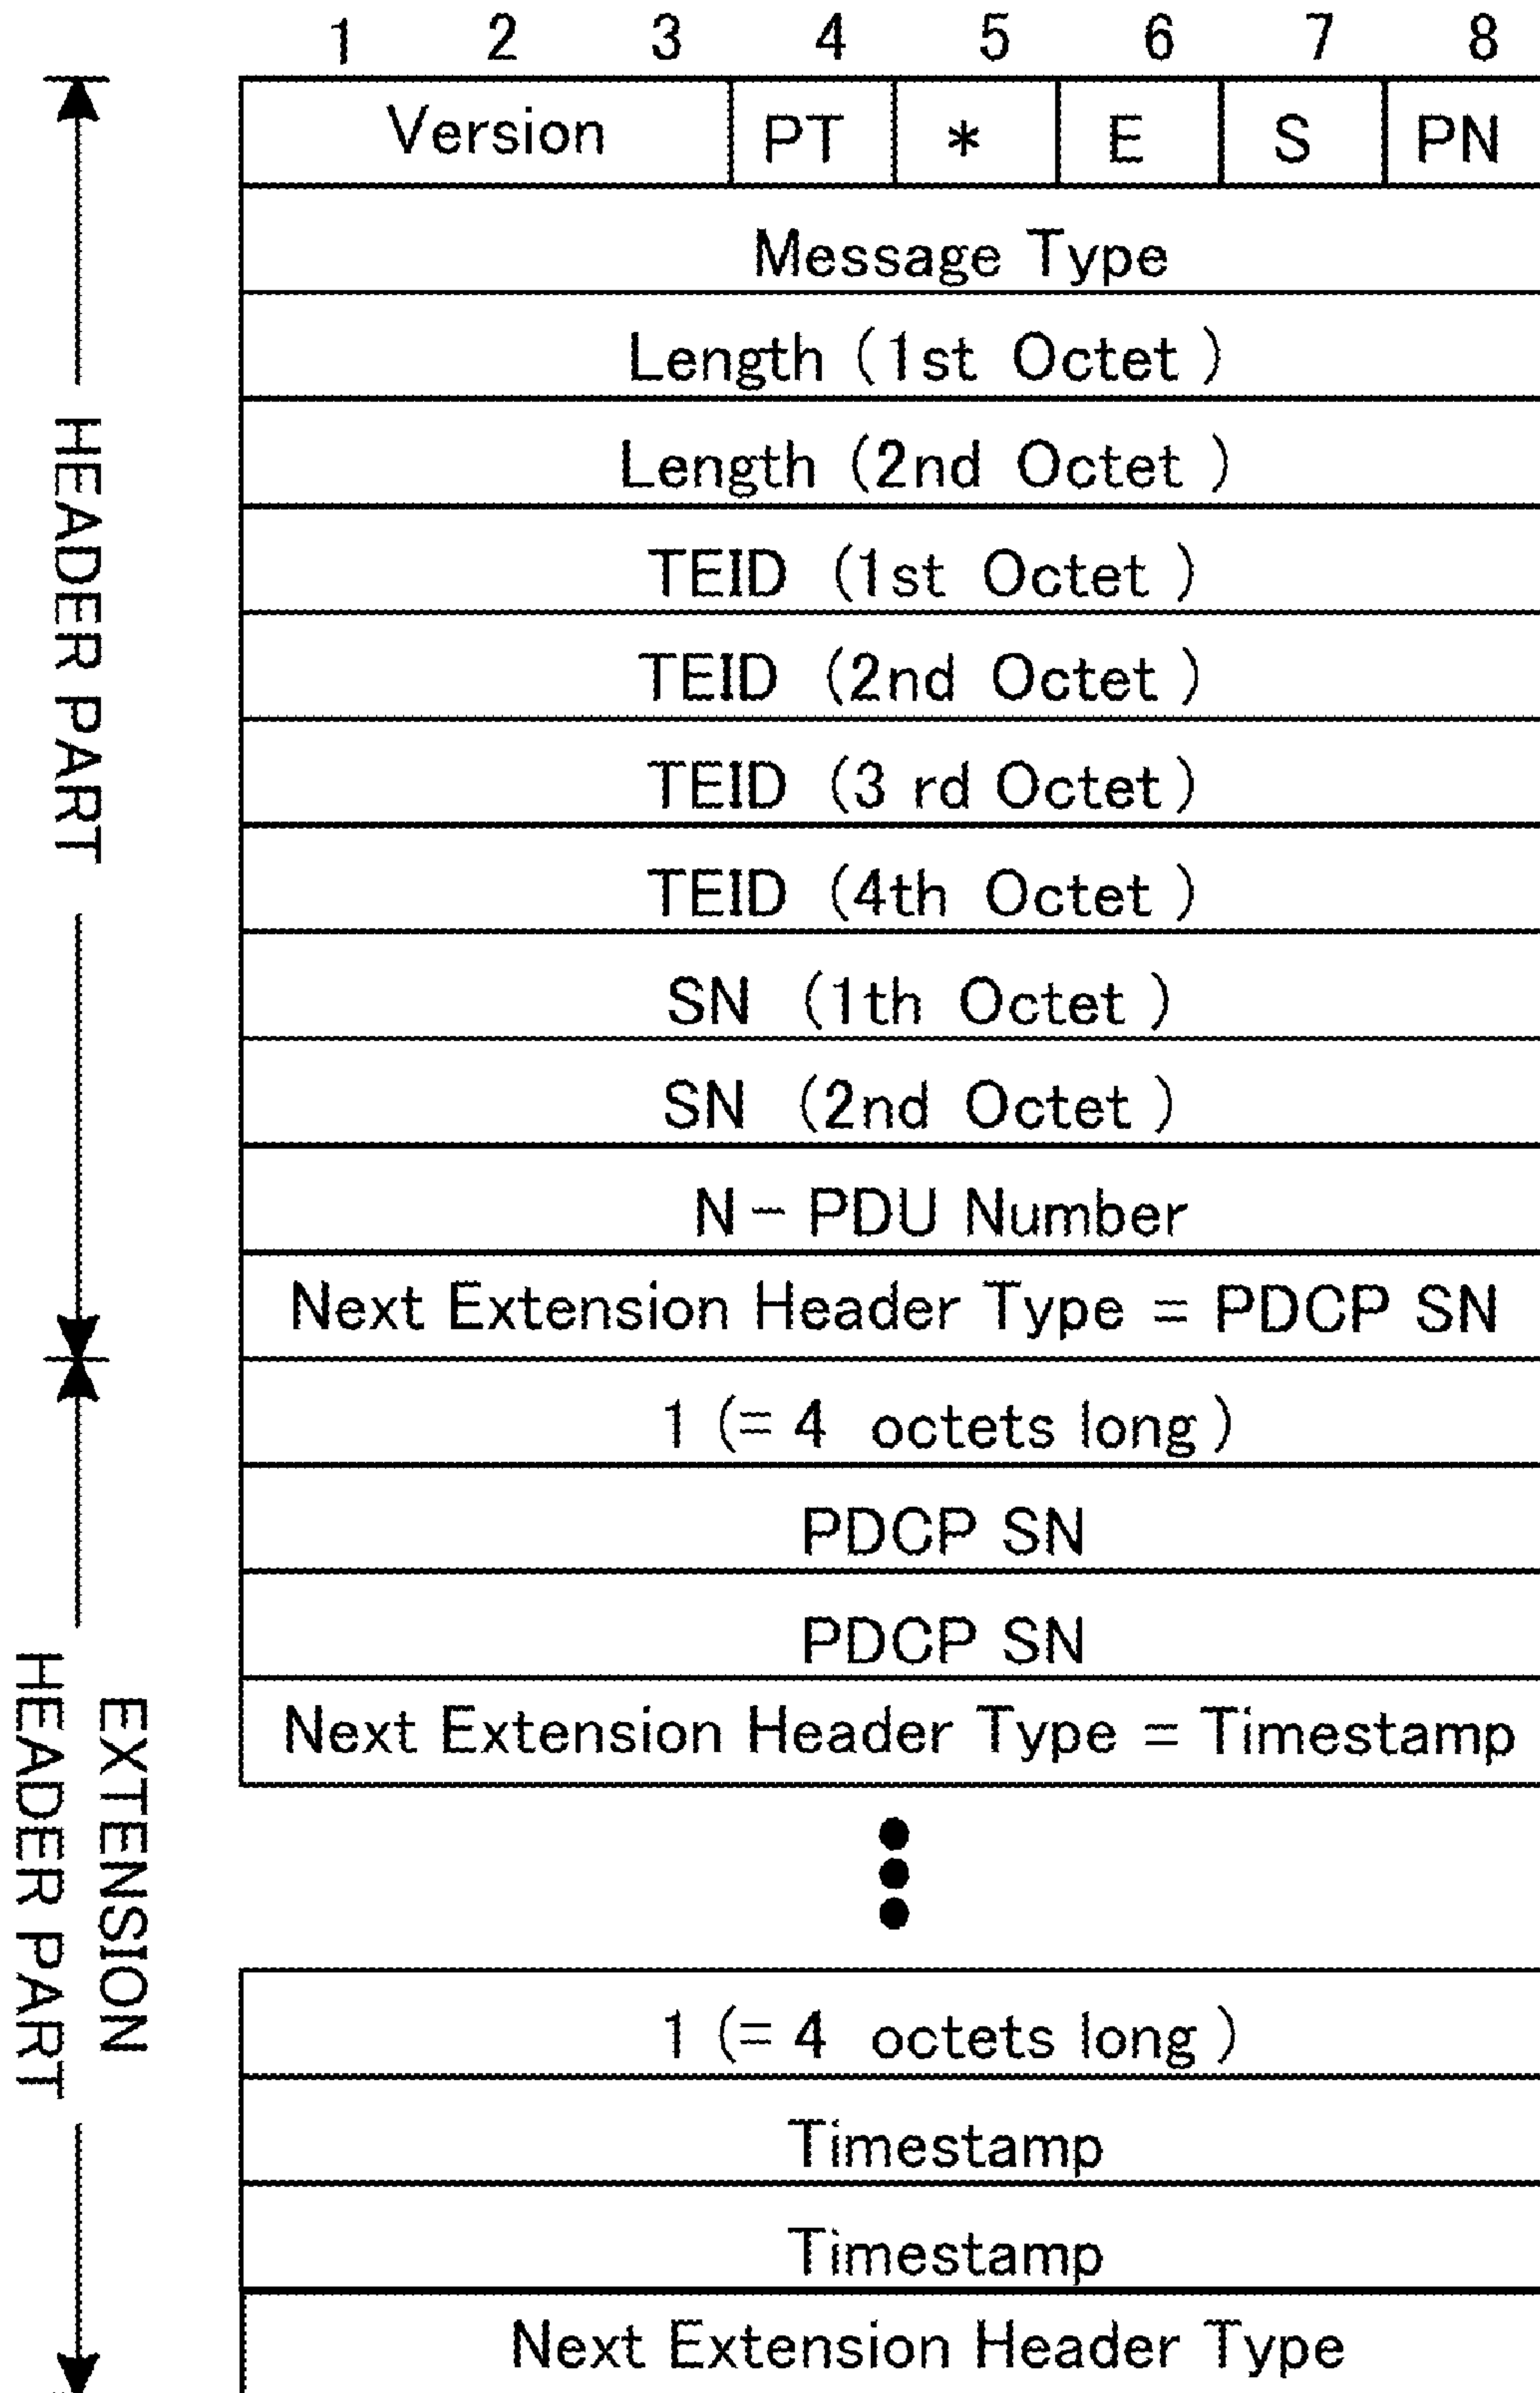 1 2 3 4 5 6 7 8
Version PT * E S PN
Message Type
Length (1st Octet )
Length (2nd Octet )
TEID (1st Octet )
TEID (2nd Octet )
TEID (3 rd Octet)
TEID (4th Octet )
SN (1th Octet )
SN (2nd Octet )
N- PDU Number
Next Extension Header Type = PDCP SN
HEADER PART
1 (= 4 octets long )
PDCP SN
PDCP SN
Next Extension Header Type = Timestamp
1 (= 4 octets long )
Timestamp
Timestamp
Next Extension Header Type
EXTENSION
HEADER PART